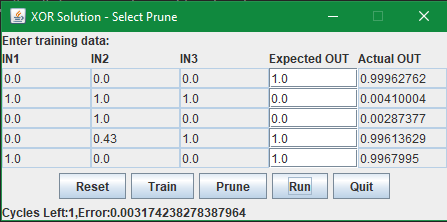 XOR Solution - Select Prune
Enter training data:
IN1 IN2 IN3 Expected OUT Actual OUT
0.0 0.0 0.0 1.0 0.99962762
1.0 1.0 1.0 0.0 0.00410004
0.0 0.0 1.0 0.0 0.00287377
0.0 0.43 1.0 1.0 0.99613629
1.0 0.0 0.0 1.0 0.9967995
Reset Train Prune Run Quit
Cycles Left:1,Error:0.003174238278387964